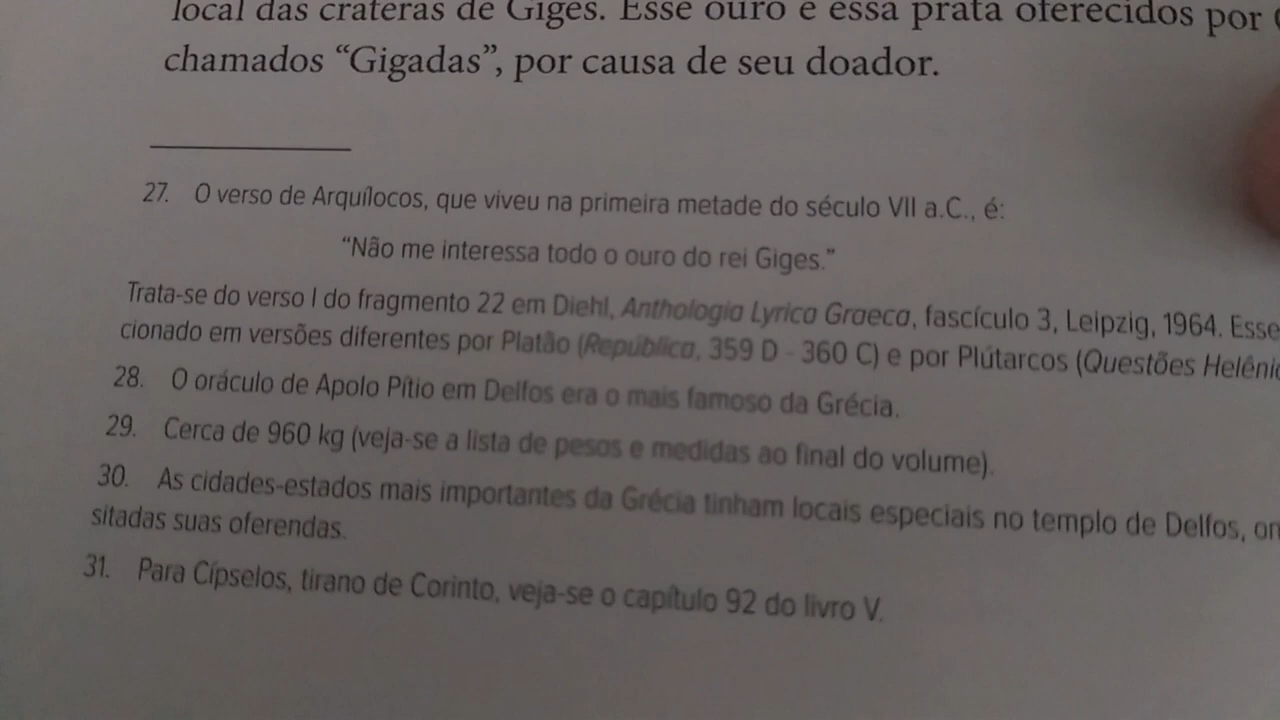 local das crateras de Giges. Esse ouro e essa prata oferecidos por
chamados “Gigadas”, por causa de seu doador.
27. O verso de Arquílocos, que viveu na primeira metade do século VII a.C., é:
“Não me interessa todo o ouro do rei Giges.”
Trata-se do verso I do fragmento 22 em Diehl, Anthologia Lyrica Graeca, fascículo 3, Leipzig, 1964. Esse
cionado em versões diferentes por Platão (República, 359 D - 360 C) e por Plútarcos (Questões Helênic
28. O oráculo de Apolo Pítio em Delfos era o mais famoso da Grécia.
29. Cerca de 960 kg (veja-se a lista de pesos e medidas ao final do volume).
30. As cidades-estados mais importantes da Grécia tinham locais especiais no templo de Delfos, on
sitadas suas oferendas.
31. Para Cípselos, tirano de Corinto, veja-se o capítulo 92 do livro V.